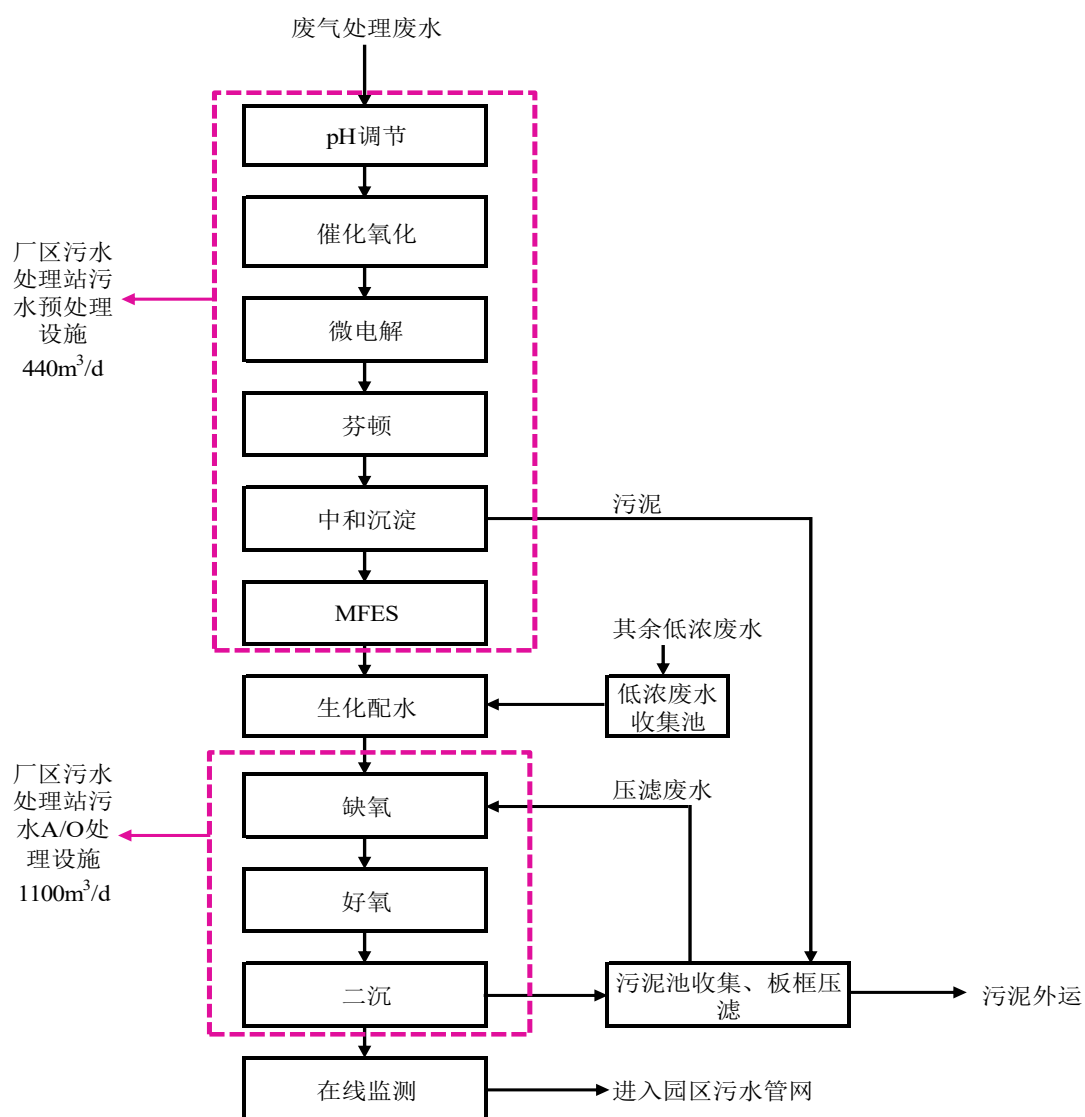 废气处理废水
pH调节
催化氧化
厂区污水
处理站污
水预处理
设施
440m³/d
微电解
芬顿
中和沉淀
污泥
MFES
其余低浓废水
生化配水
低浓废水
收集池
厂区污水
处理站污
水A/O处
理设施
1100m³/d
缺氧
压滤废水
好氧
二沉
污泥池收集、板框压
滤
污泥外运
在线监测
进入园区污水管网